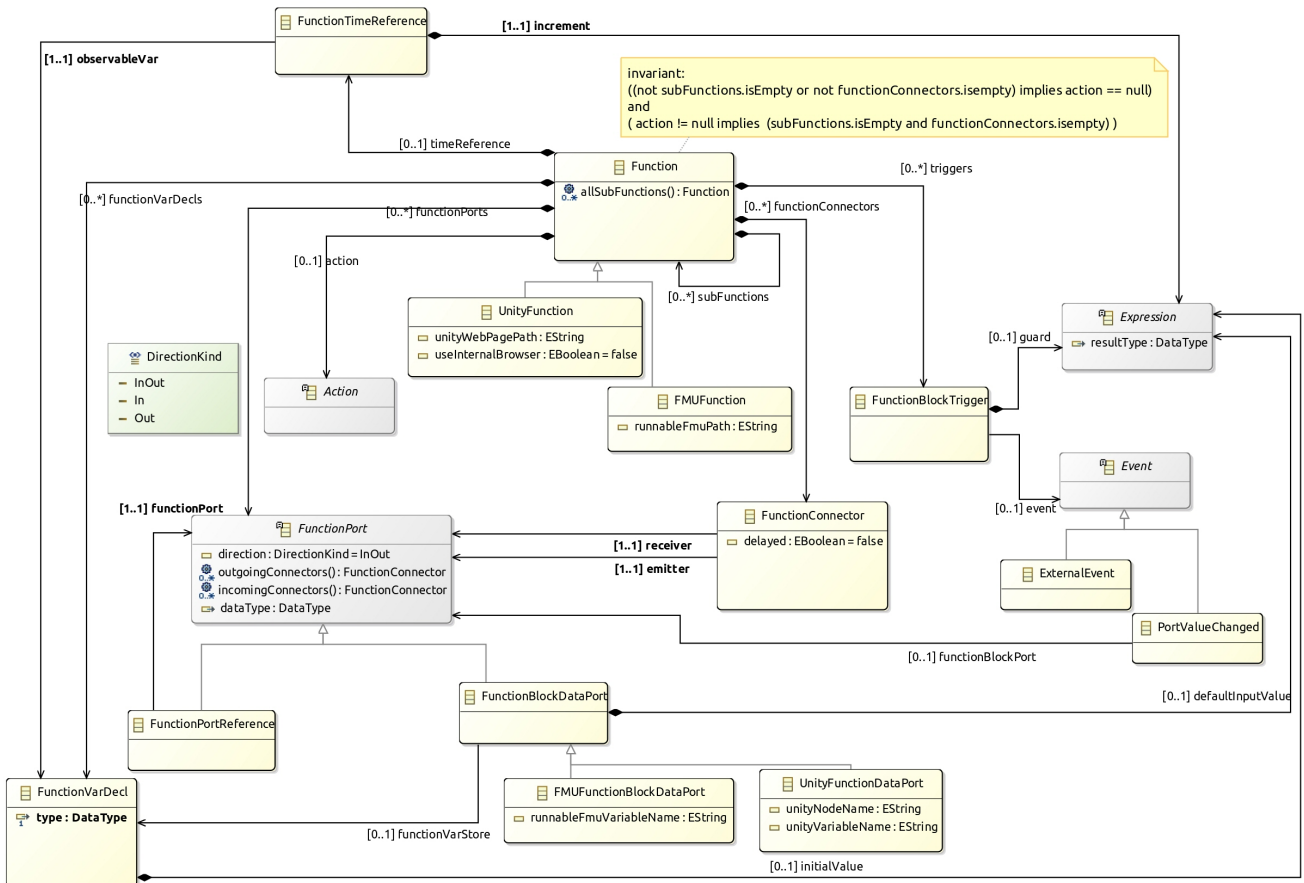 FunctionTimeReference
[1..1] increment
[1..1] observableVar
invariant:
((not subFunctions.isEmpty or not functionConnectors.isempty) implies action == null)
and
( action != null implies  (subFunctions.isEmpty and functionConnectors.isempty) )
[0..1] timeReference
Function
allSubFunctions() : Function
0..*
[0..*] triggers
[0..*] functionVarDecls
[0..*] functionPorts
[0..*] functionConnectors
[0..1] action
[0..*] subFunctions
UnityFunction
unityWebPagePath : EString
useInternalBrowser : EBoolean = false
Expression
resultType : DataType
[0..1] guard
DirectionKind
InOut
In
Out
Action
FMUFunction
runnableFmuPath : EString
FunctionBlockTrigger
Event
[0..1] event
[1..1] functionPort
FunctionPort
direction : DirectionKind = InOut
outgoingConnectors() : FunctionConnector
0..*
incomingConnectors() : FunctionConnector
0..*
dataType : DataType
[1..1] receiver
[1..1] emitter
FunctionConnector
delayed : EBoolean = false
ExternalEvent
PortValueChanged
[0..1] functionBlockPort
FunctionBlockDataPort
[0..1] defaultInputValue
FunctionPortReference
FunctionVarDecl
type : DataType
1
[0..1] functionVarStore
FMUFunctionBlockDataPort
runnableFmuVariableName : EString
UnityFunctionDataPort
unityNodeName : EString
unityVariableName : EString
[0..1] initialValue